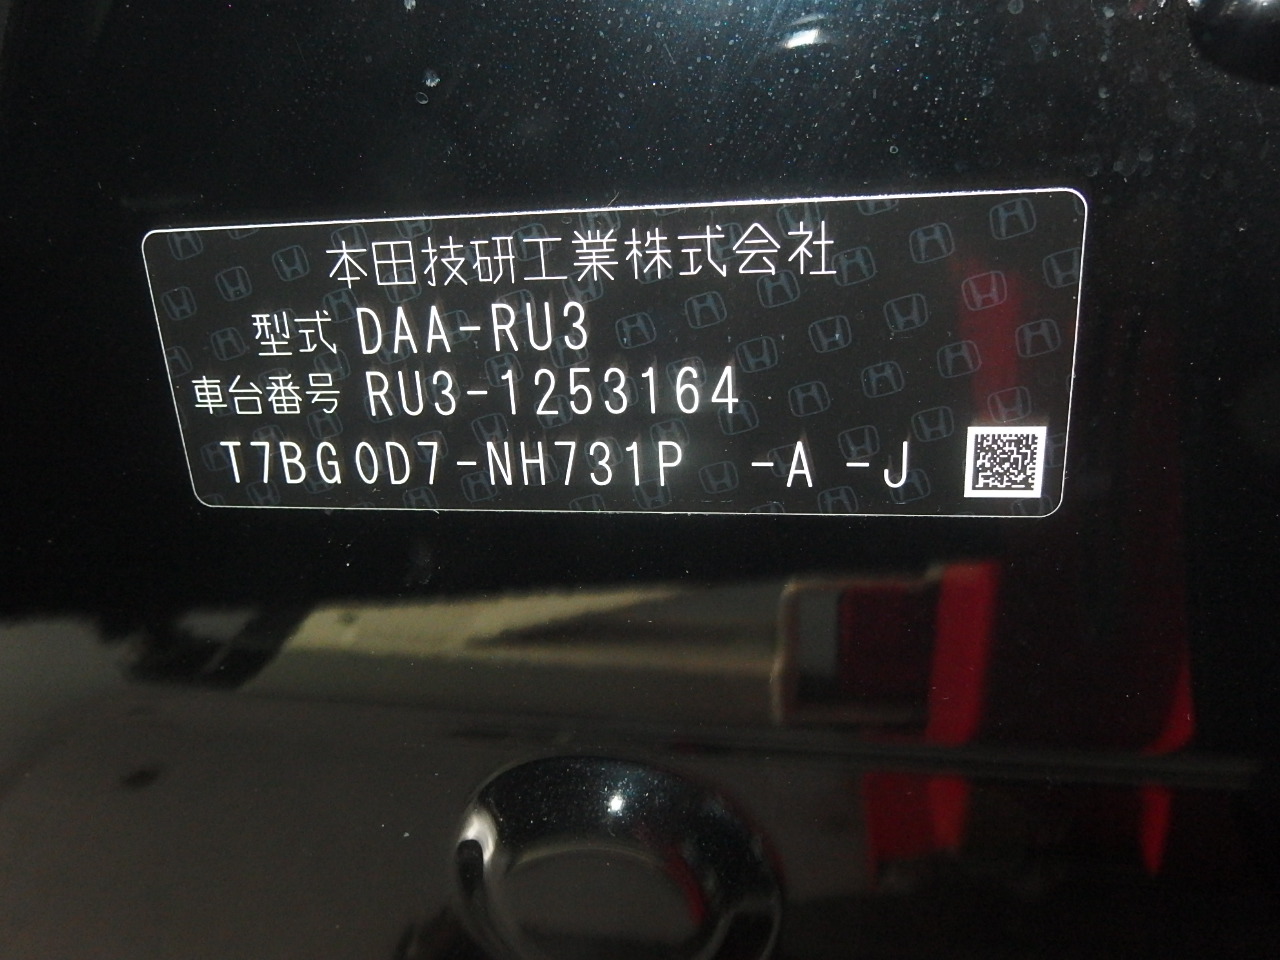 本田技研工業株式会社
型式 DAA-RU3
車台番号 RU3-1253164
T7BG0D7-NH731P -A -J